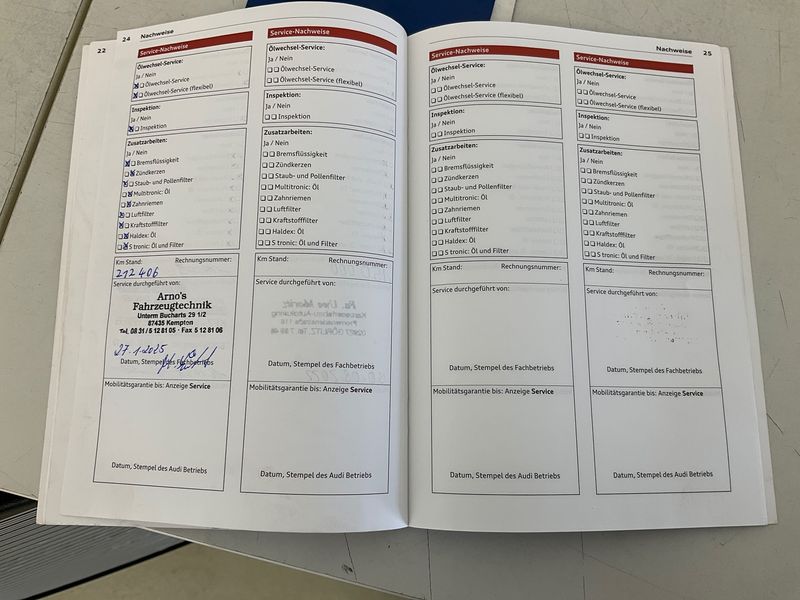 22
24 Nachweise
Service-Nachweise
Ölwechsel-Service:
Ja / Nein
Ölwechsel-Service
Ölwechsel-Service (flexibel)
Inspektion:
Ja / Nein
Inspektion
Zusatzarbeiten:
Ja / Nein
Bremsflüssigkeit
Zündkerzen
Staub- und Pollenfilter
Multitronic: Öl
Zahnriemen
Luftfilter
Kraftstofffilter
Haldex: Öl
S tronic: Öl und Filter
Km Stand: Rechnungsnummer:
212 406
Service durchgeführt von:
Arno's
Fahrzeugtechnik
Unterm Bucharts 29 1/2
87435 Kempten
Tel. 08 31 / 5 12 81 05 · Fax 5 12 81 06
27.1.2025
Datum, Stempel des Fachbetriebs
Mobilitätsgarantie bis: Anzeige Service
Datum, Stempel des Audi Betriebs
Service-Nachweise
Ölwechsel-Service:
Ja / Nein
Ölwechsel-Service
Ölwechsel-Service (flexibel)
Inspektion:
Ja / Nein
Inspektion
Zusatzarbeiten:
Ja / Nein
Bremsflüssigkeit
Zündkerzen
Staub- und Pollenfilter
Multitronic: Öl
Zahnriemen
Luftfilter
Kraftstofffilter
Haldex: Öl
S tronic: Öl und Filter
Km Stand: Rechnungsnummer:
Service durchgeführt von:
Datum, Stempel des Fachbetriebs
Mobilitätsgarantie bis: Anzeige Service
Datum, Stempel des Audi Betriebs
Nachweise 25
Service-Nachweise
Ölwechsel-Service:
Ja / Nein
Ölwechsel-Service
Ölwechsel-Service (flexibel)
Inspektion:
Ja / Nein
Inspektion
Zusatzarbeiten:
Ja / Nein
Bremsflüssigkeit
Zündkerzen
Staub- und Pollenfilter
Multitronic: Öl
Zahnriemen
Luftfilter
Kraftstofffilter
Haldex: Öl
S tronic: Öl und Filter
Km Stand: Rechnungsnummer:
Service durchgeführt von:
Datum, Stempel des Fachbetriebs
Mobilitätsgarantie bis: Anzeige Service
Datum, Stempel des Audi Betriebs
Service-Nachweise
Ölwechsel-Service:
Ja / Nein
Ölwechsel-Service
Ölwechsel-Service (flexibel)
Inspektion:
Ja / Nein
Inspektion
Zusatzarbeiten:
Ja / Nein
Bremsflüssigkeit
Zündkerzen
Staub- und Pollenfilter
Multitronic: Öl
Zahnriemen
Luftfilter
Kraftstofffilter
Haldex: Öl
S tronic: Öl und Filter
Km Stand: Rechnungsnummer:
Service durchgeführt von:
Datum, Stempel des Fachbetriebs
Mobilitätsgarantie bis: Anzeige Service
Datum, Stempel des Audi Betriebs